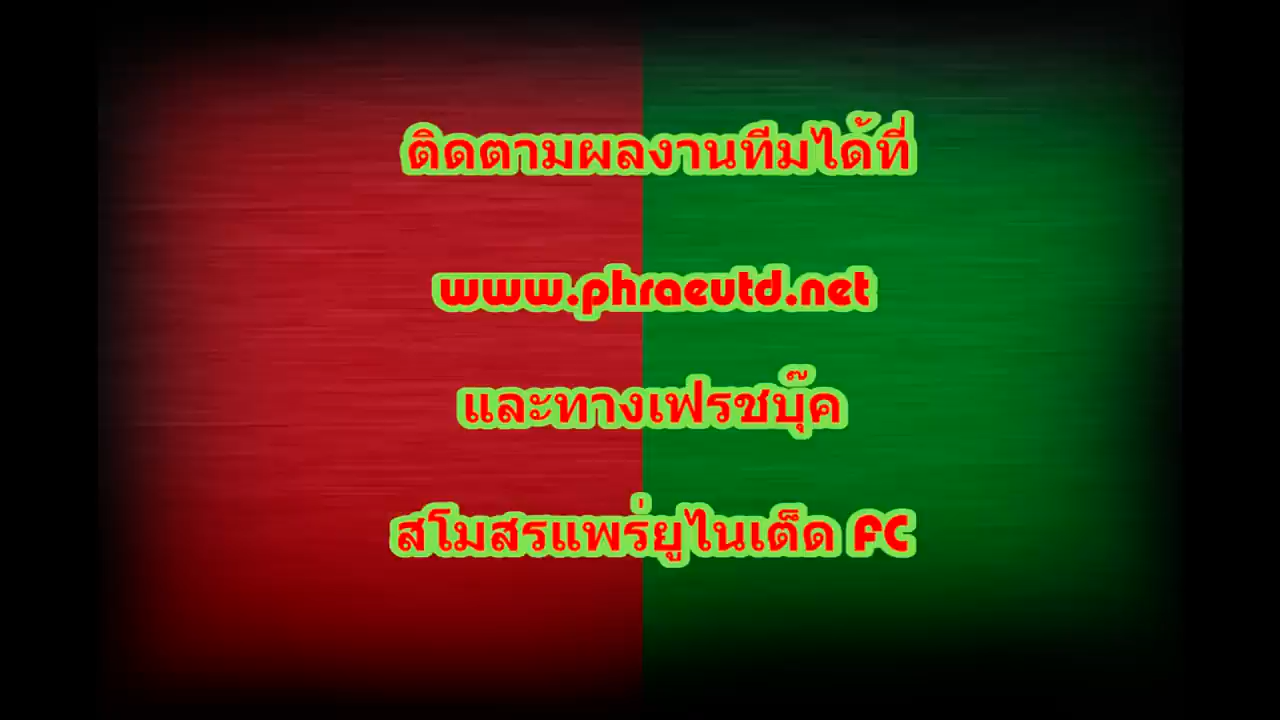 ติดตามผลงานทีมได้ที่
www.phraeutd.net
และทางเฟรชบุ๊ค
สโมสรแพร่ยูไนเต็ด FC